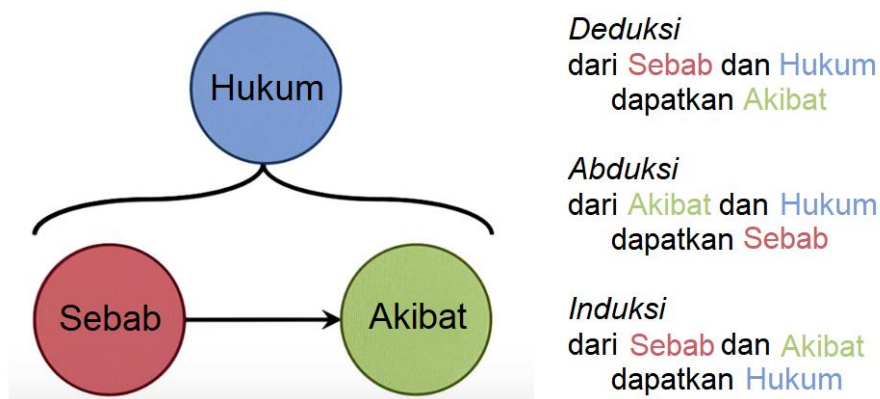 Hukum
Sebab
Akibat
Deduksi
dari Sebab dan Hukum
dapatkan Akibat
Abduksi
dari Akibat dan Hukum
dapatkan Sebab
Induksi
dari Sebab dan Akibat
dapatkan Hukum